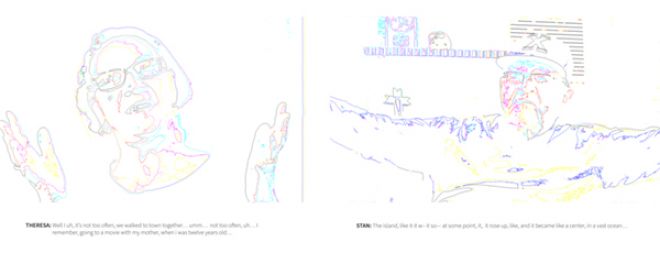 THERESA: Well I uh, it's not too often, we walked to town together… umm… not too often, uh… I
remember, going to a movie with my mother, when i was twelve years old…
STAN: The island, like it it w- it so-- at some point, it, it rose up, like, and it became like a center, in a vast ocean…